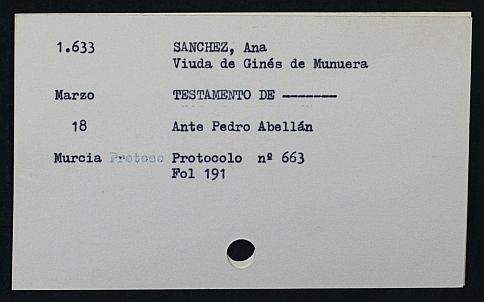 1.633 SANCHEZ, Ana
Viuda de Ginés de Munuera
Marzo TESTAMENTO DE -------
18 Ante Pedro Abellán
Murcia Protoco Protocolo nº 663
Fol 191